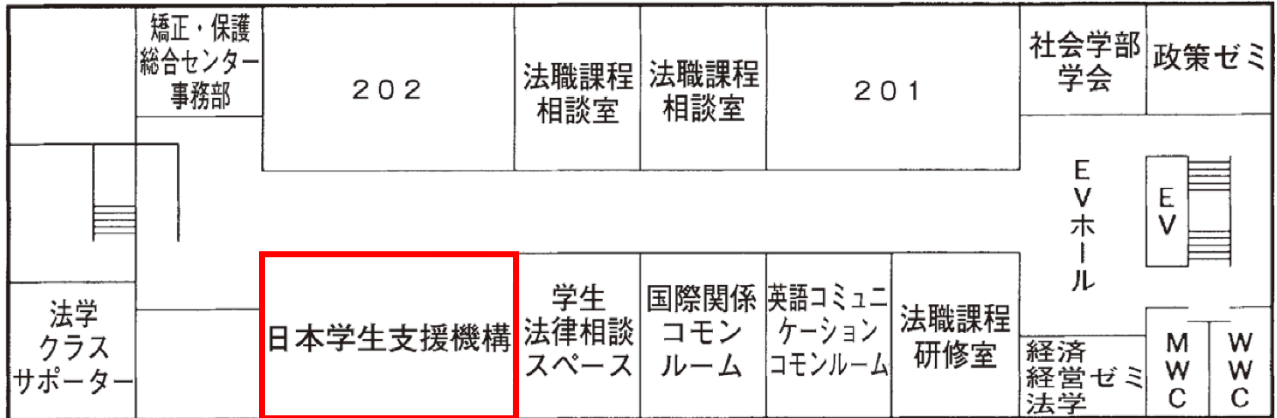 矯正・保護
総合センター
事務部
202
法職課程
相談室
法職課程
相談室
201
社会学部
学会
政策ゼミ
EVホール
EV
法学
クラス
サポーター
日本学生支援機構
学生
法律相談
スペース
国際関係
コモン
ルーム
英語コミュニ
ケーション
コモンルーム
法職課程
研修室
経済
経営ゼミ
法学
MWC
WWC